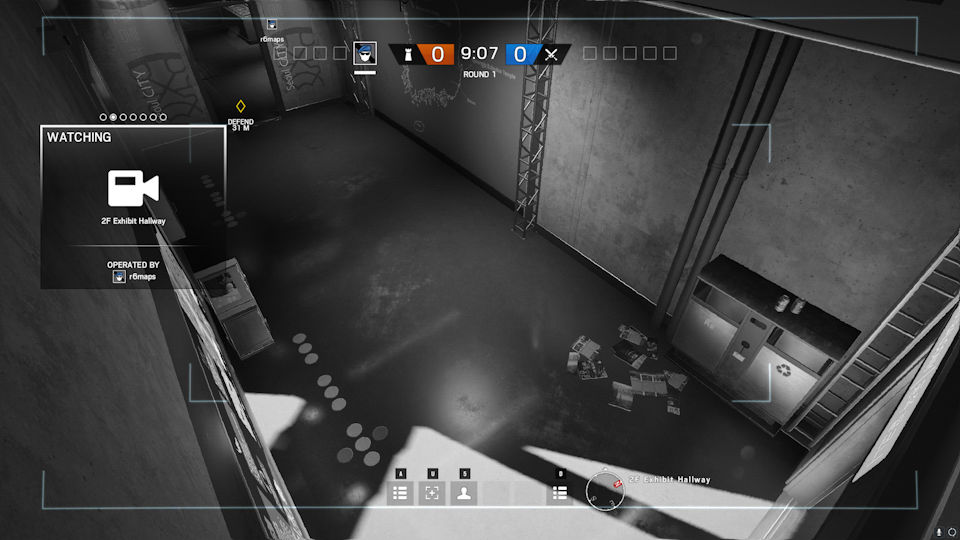 r6maps
0 9:07 0
ROUND 1
DEFEND
31 M
WATCHING
2F Exhibit Hallway
OPERATED BY
r6maps
A U 5
2F Exhibit Hallway